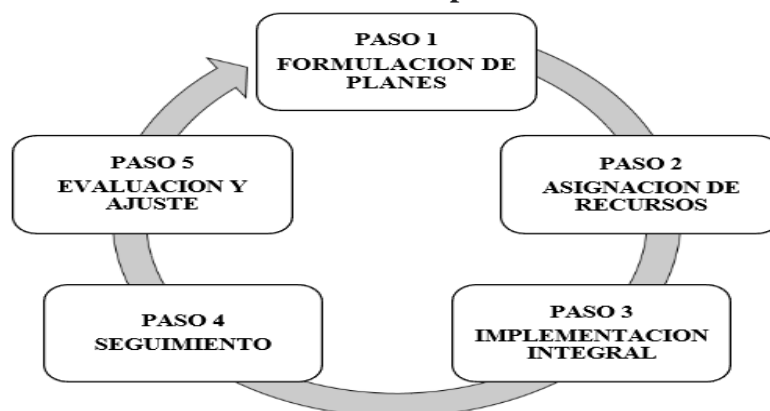 PASO 1
FORMULACION DE
PLANES
PASO 2
ASIGNACION DE
RECURSOS
PASO 3
IMPLEMENTACION
INTEGRAL
PASO 4
SEGUIMIENTO
PASO 5
EVALUACION Y
AJUSTE